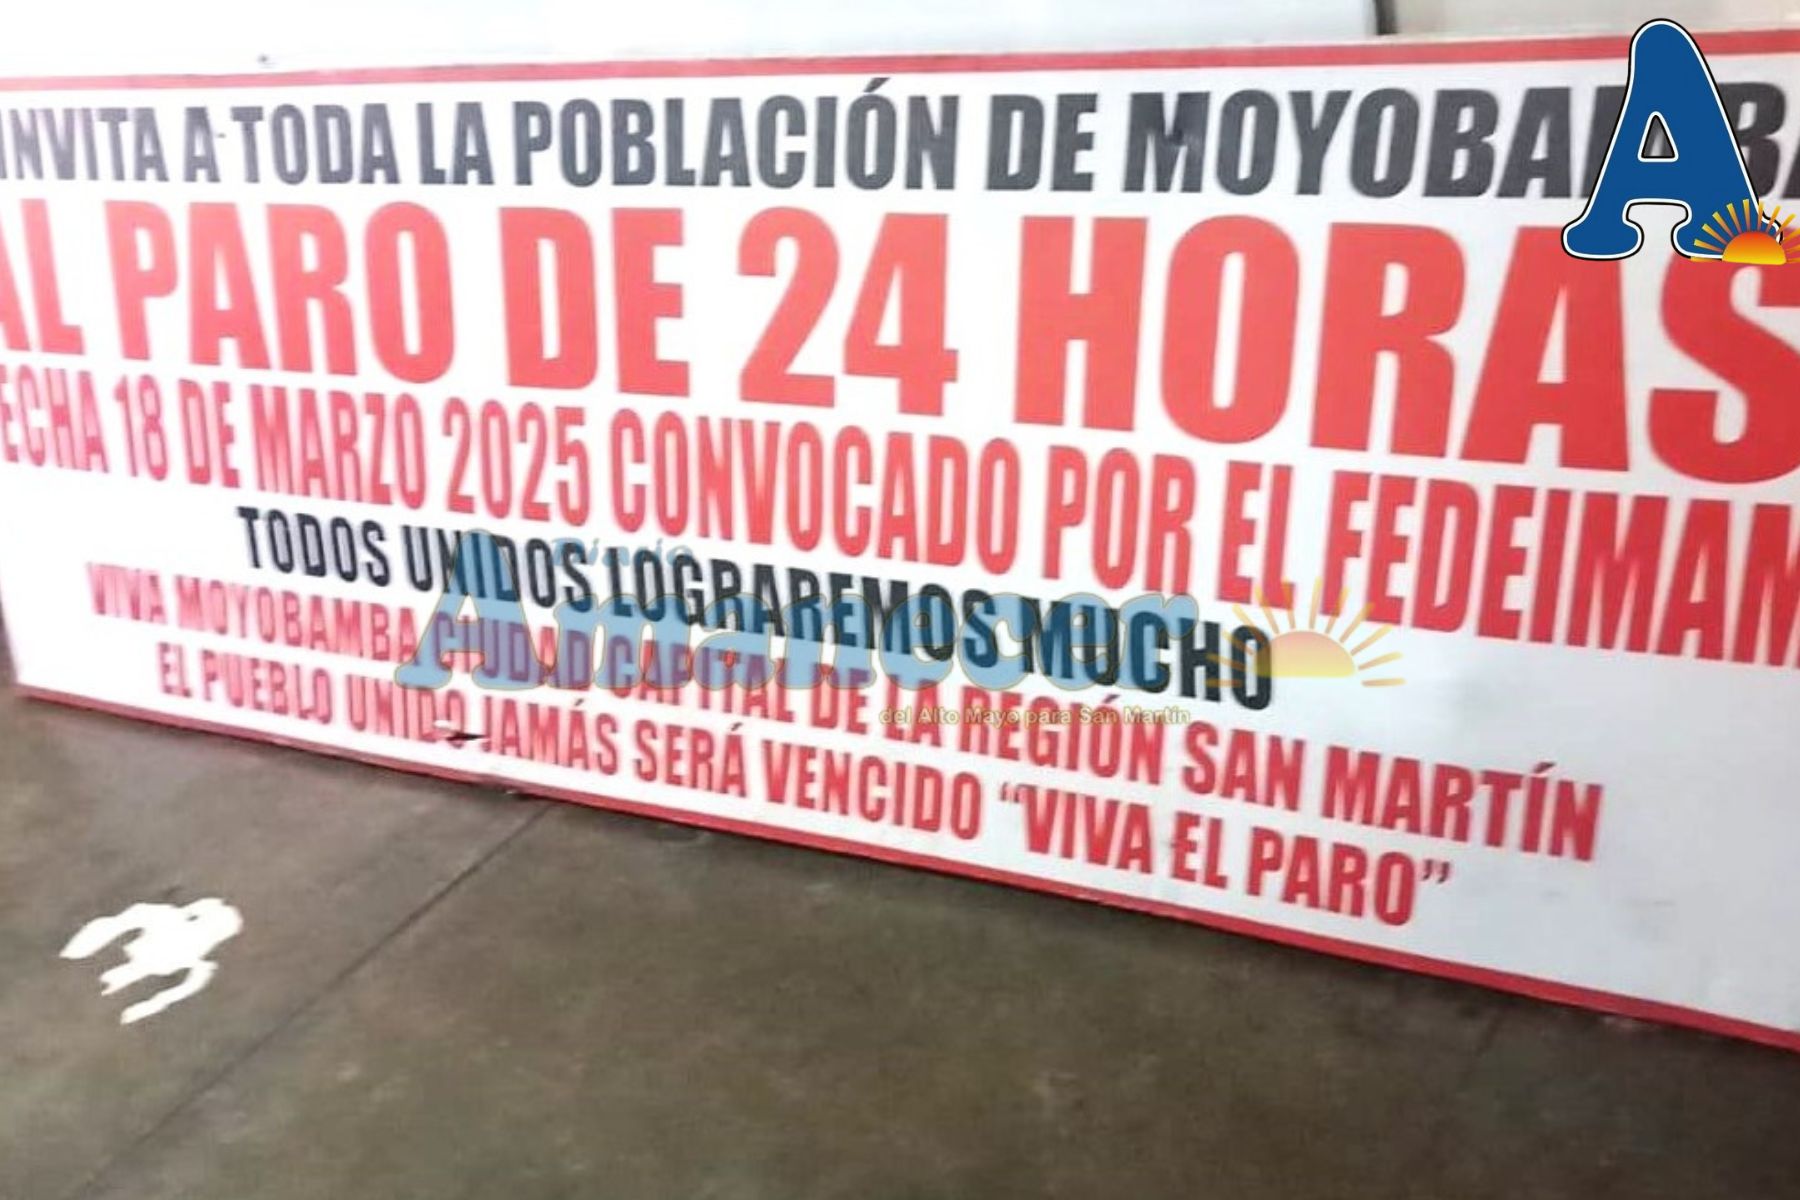 INVITA A TODA LA POBLACIÓN DE MOYOBAMBA
AL PARO DE 24 HORAS
FECHA 18 DE MARZO 2025 CONVOCADO POR EL FEDEIMAM
TODOS UNIDOS LOGRAREMOS MUCHO
VIVA MOYOBAMBA CIUDAD CAPITAL DE LA REGIÓN SAN MARTÍN
EL PUEBLO UNIDO JAMÁS SERÁ VENCIDO “VIVA EL PARO”
A
Diario
Amanecer
del Alto Mayo para San Martín